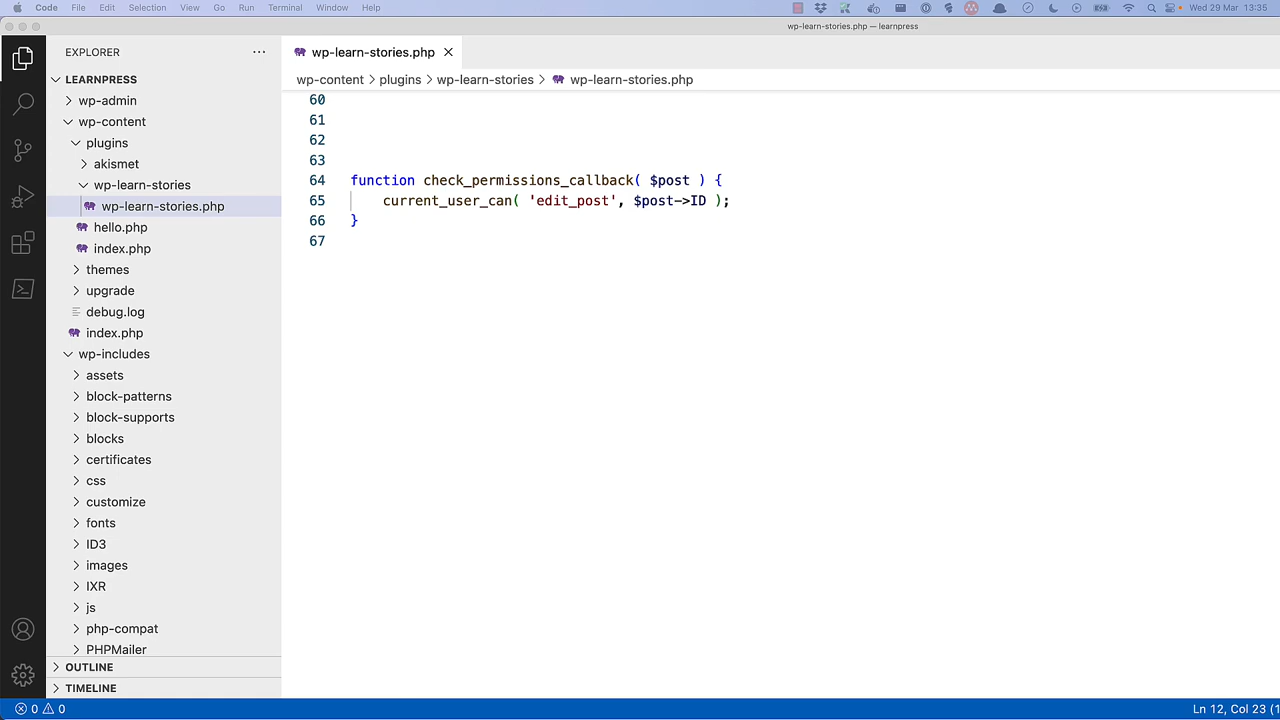 Code File Edit Selection View Go Run Terminal Window Help Wed 29 Mar 13:35
wp-learn-stories.php — learnpress
EXPLORER
LEARNPRESS
wp-admin
wp-content
plugins
akismet
wp-learn-stories
wp-learn-stories.php
hello.php
index.php
themes
upgrade
debug.log
index.php
wp-includes
assets
block-patterns
block-supports
blocks
certificates
css
customize
fonts
ID3
images
IXR
js
php-compat
PHPMailer
OUTLINE
TIMELINE
wp-learn-stories.php
wp-content > plugins > wp-learn-stories > wp-learn-stories.php
60
61
62
63
64 function check_permissions_callback( $post ) {
65 current_user_can( 'edit_post', $post->ID );
66 }
67
0 0
Ln 12, Col 23 (1